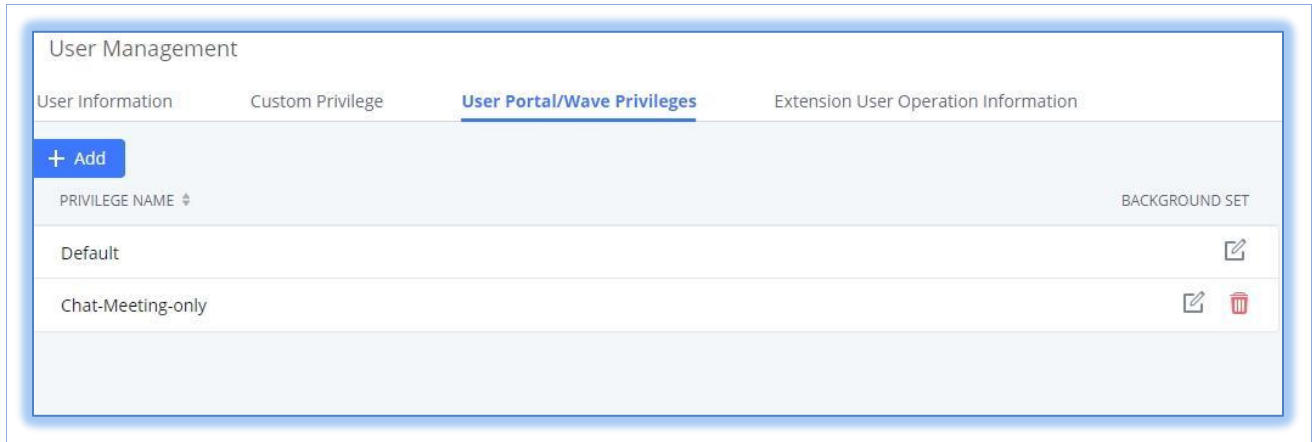 User Management
User Information Custom Privilege User Portal/Wave Privileges Extension User Operation Information
+ Add
PRIVILEGE NAME BACKGROUND SET
Default
Chat-Meeting-only